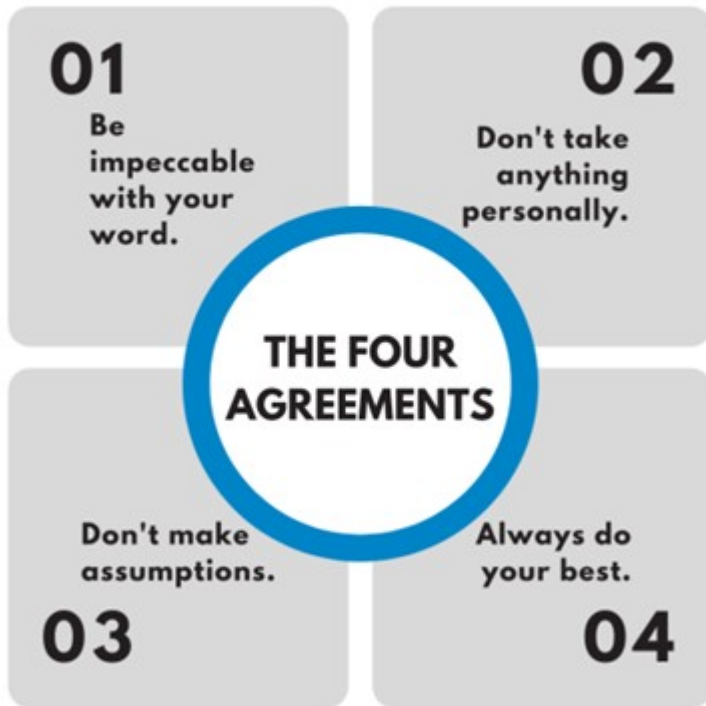 01
Be
impeccable
with your
word.
02
Don't take
anything
personally.
THE FOUR
AGREEMENTS
Don't make
assumptions.
03
Always do
your best.
04